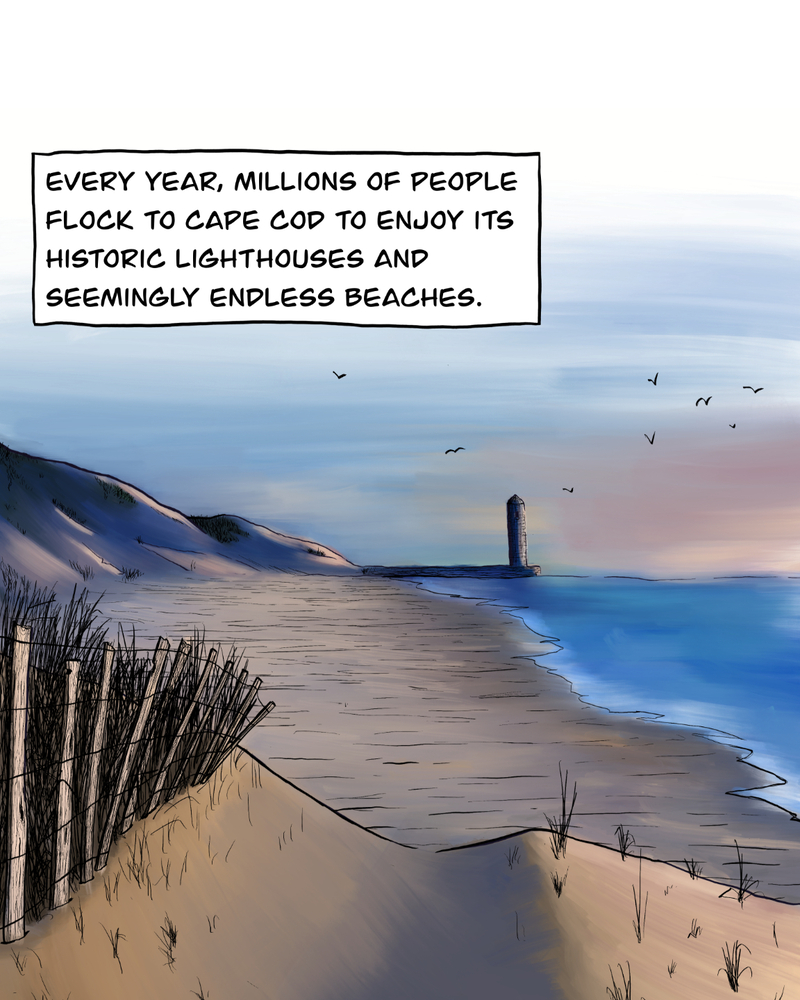 EVERY YEAR, MILLIONS OF PEOPLE
FLOCK TO CAPE COD TO ENJOY ITS
HISTORIC LIGHTHOUSES AND
SEEMINGLY ENDLESS BEACHES.